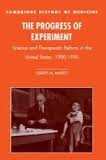 CAMBRIDGE HISTORY OF MEDICINE
THE PROGRESS OF
EXPERIMENT
Science and Therapeutic Reform in the
United States, 1900-1990
HARRY M. MARKS